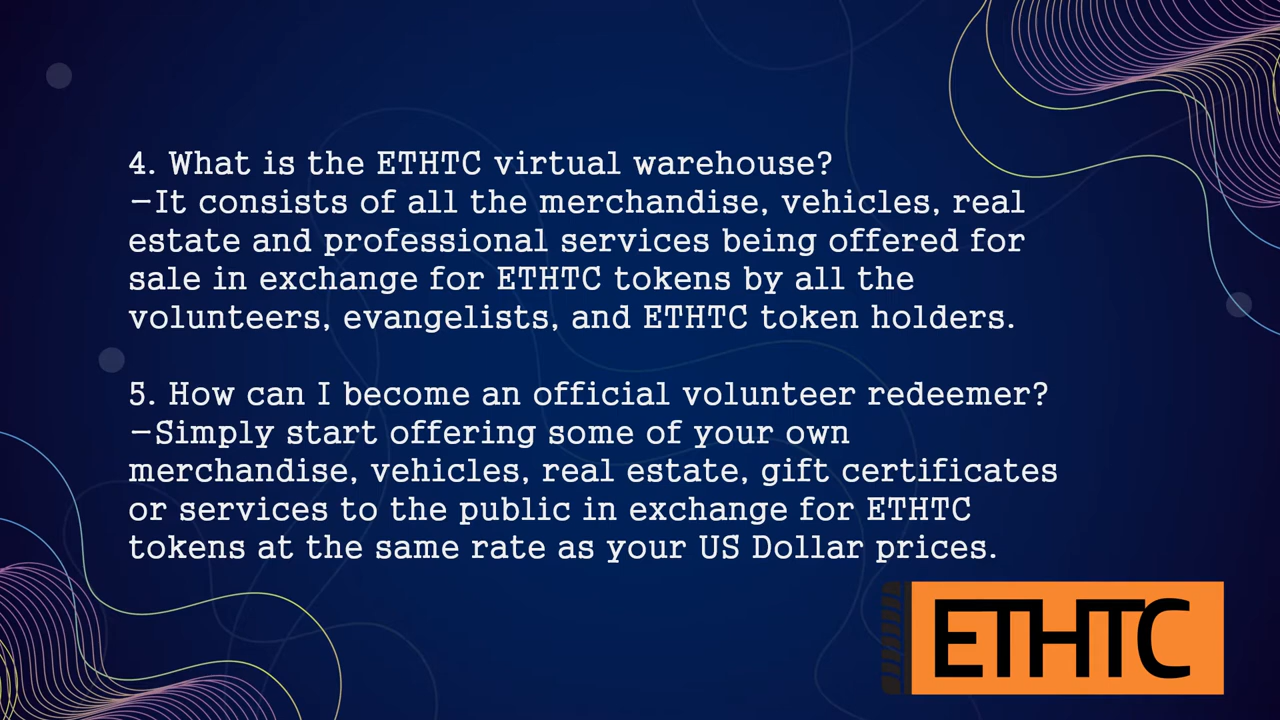 4. What is the ETHTC virtual warehouse?
—It consists of all the merchandise, vehicles, real
estate and professional services being offered for
sale in exchange for ETHTC tokens by all the
volunteers, evangelists, and ETHTC token holders.
5. How can I become an official volunteer redeemer?
—Simply start offering some of your own
merchandise, vehicles, real estate, gift certificates
or services to the public in exchange for ETHTC
tokens at the same rate as your US Dollar prices.
ETHTC